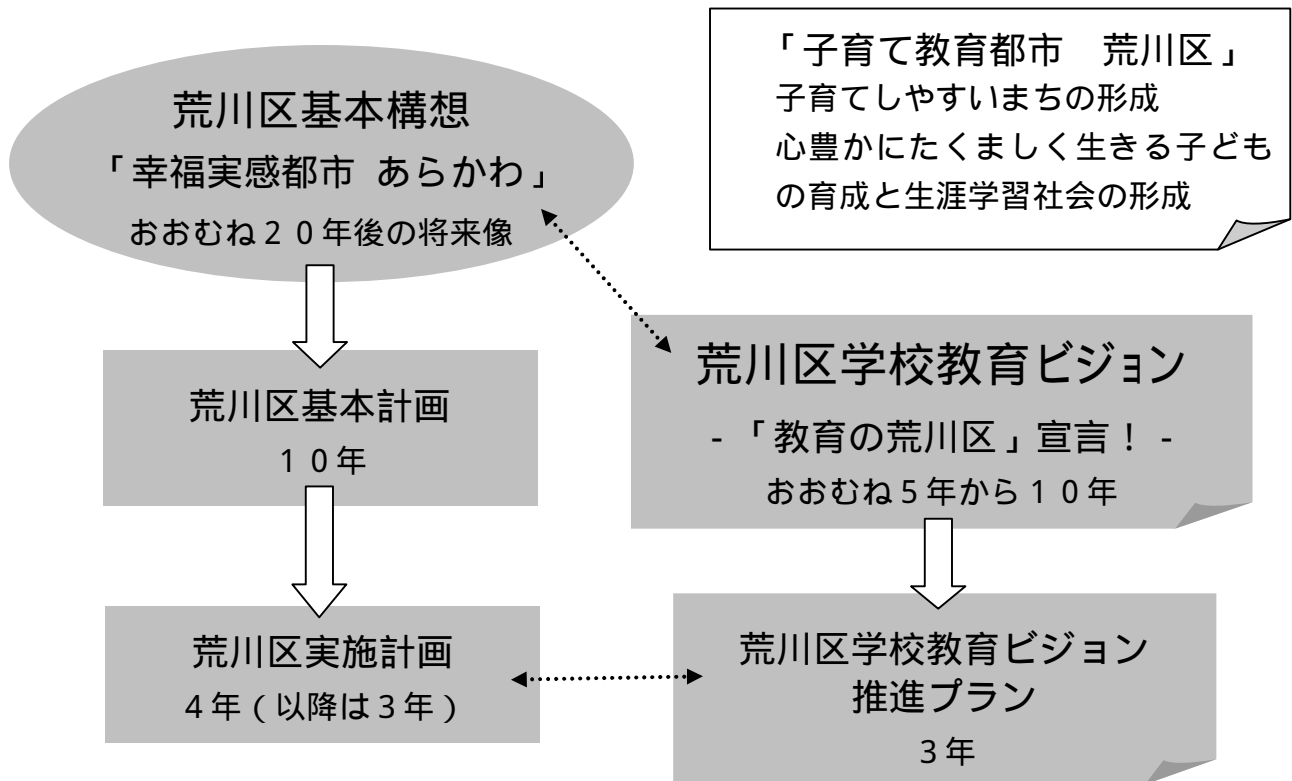 荒川区基本構想
「幸福実感都市 あらかわ」
おおむね２０年後の将来像
「子育て教育都市　荒川区」
子育てしやすいまちの形成
心豊かにたくましく生きる子ども
の育成と生涯学習社会の形成
荒川区基本計画
１０年
荒川区学校教育ビジョン
-「教育の荒川区」宣言！-
おおむね５年から１０年
荒川区実施計画
４年（以降は３年）
荒川区学校教育ビジョン
推進プラン
３年